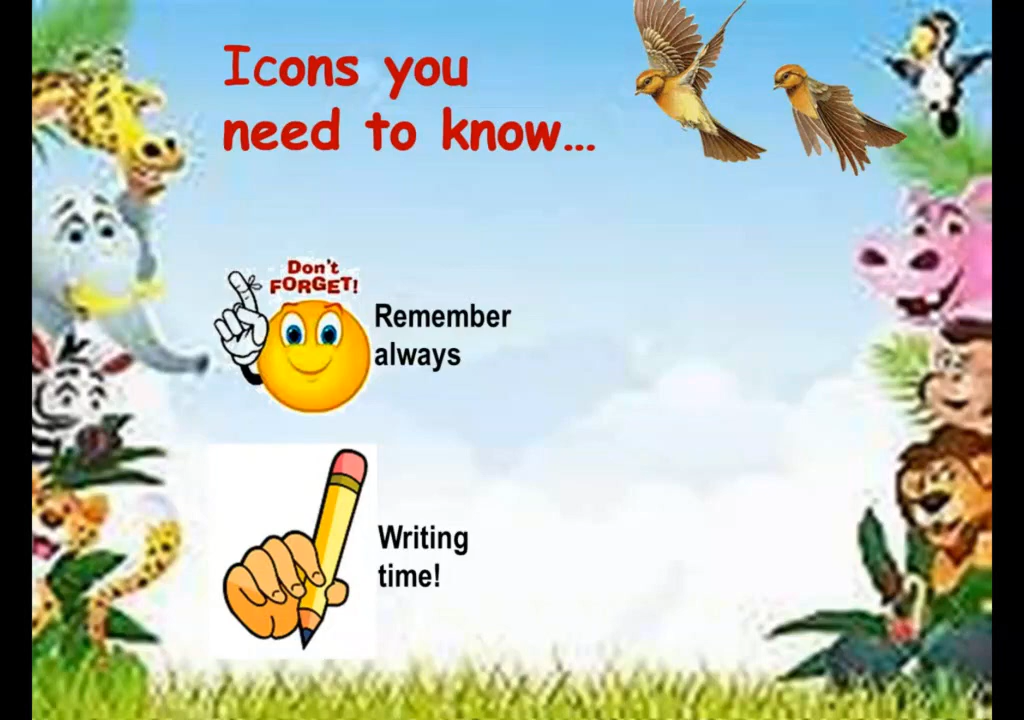 Icons you
need to know...
Don't
FORGET!
Remember
always
Writing
time!